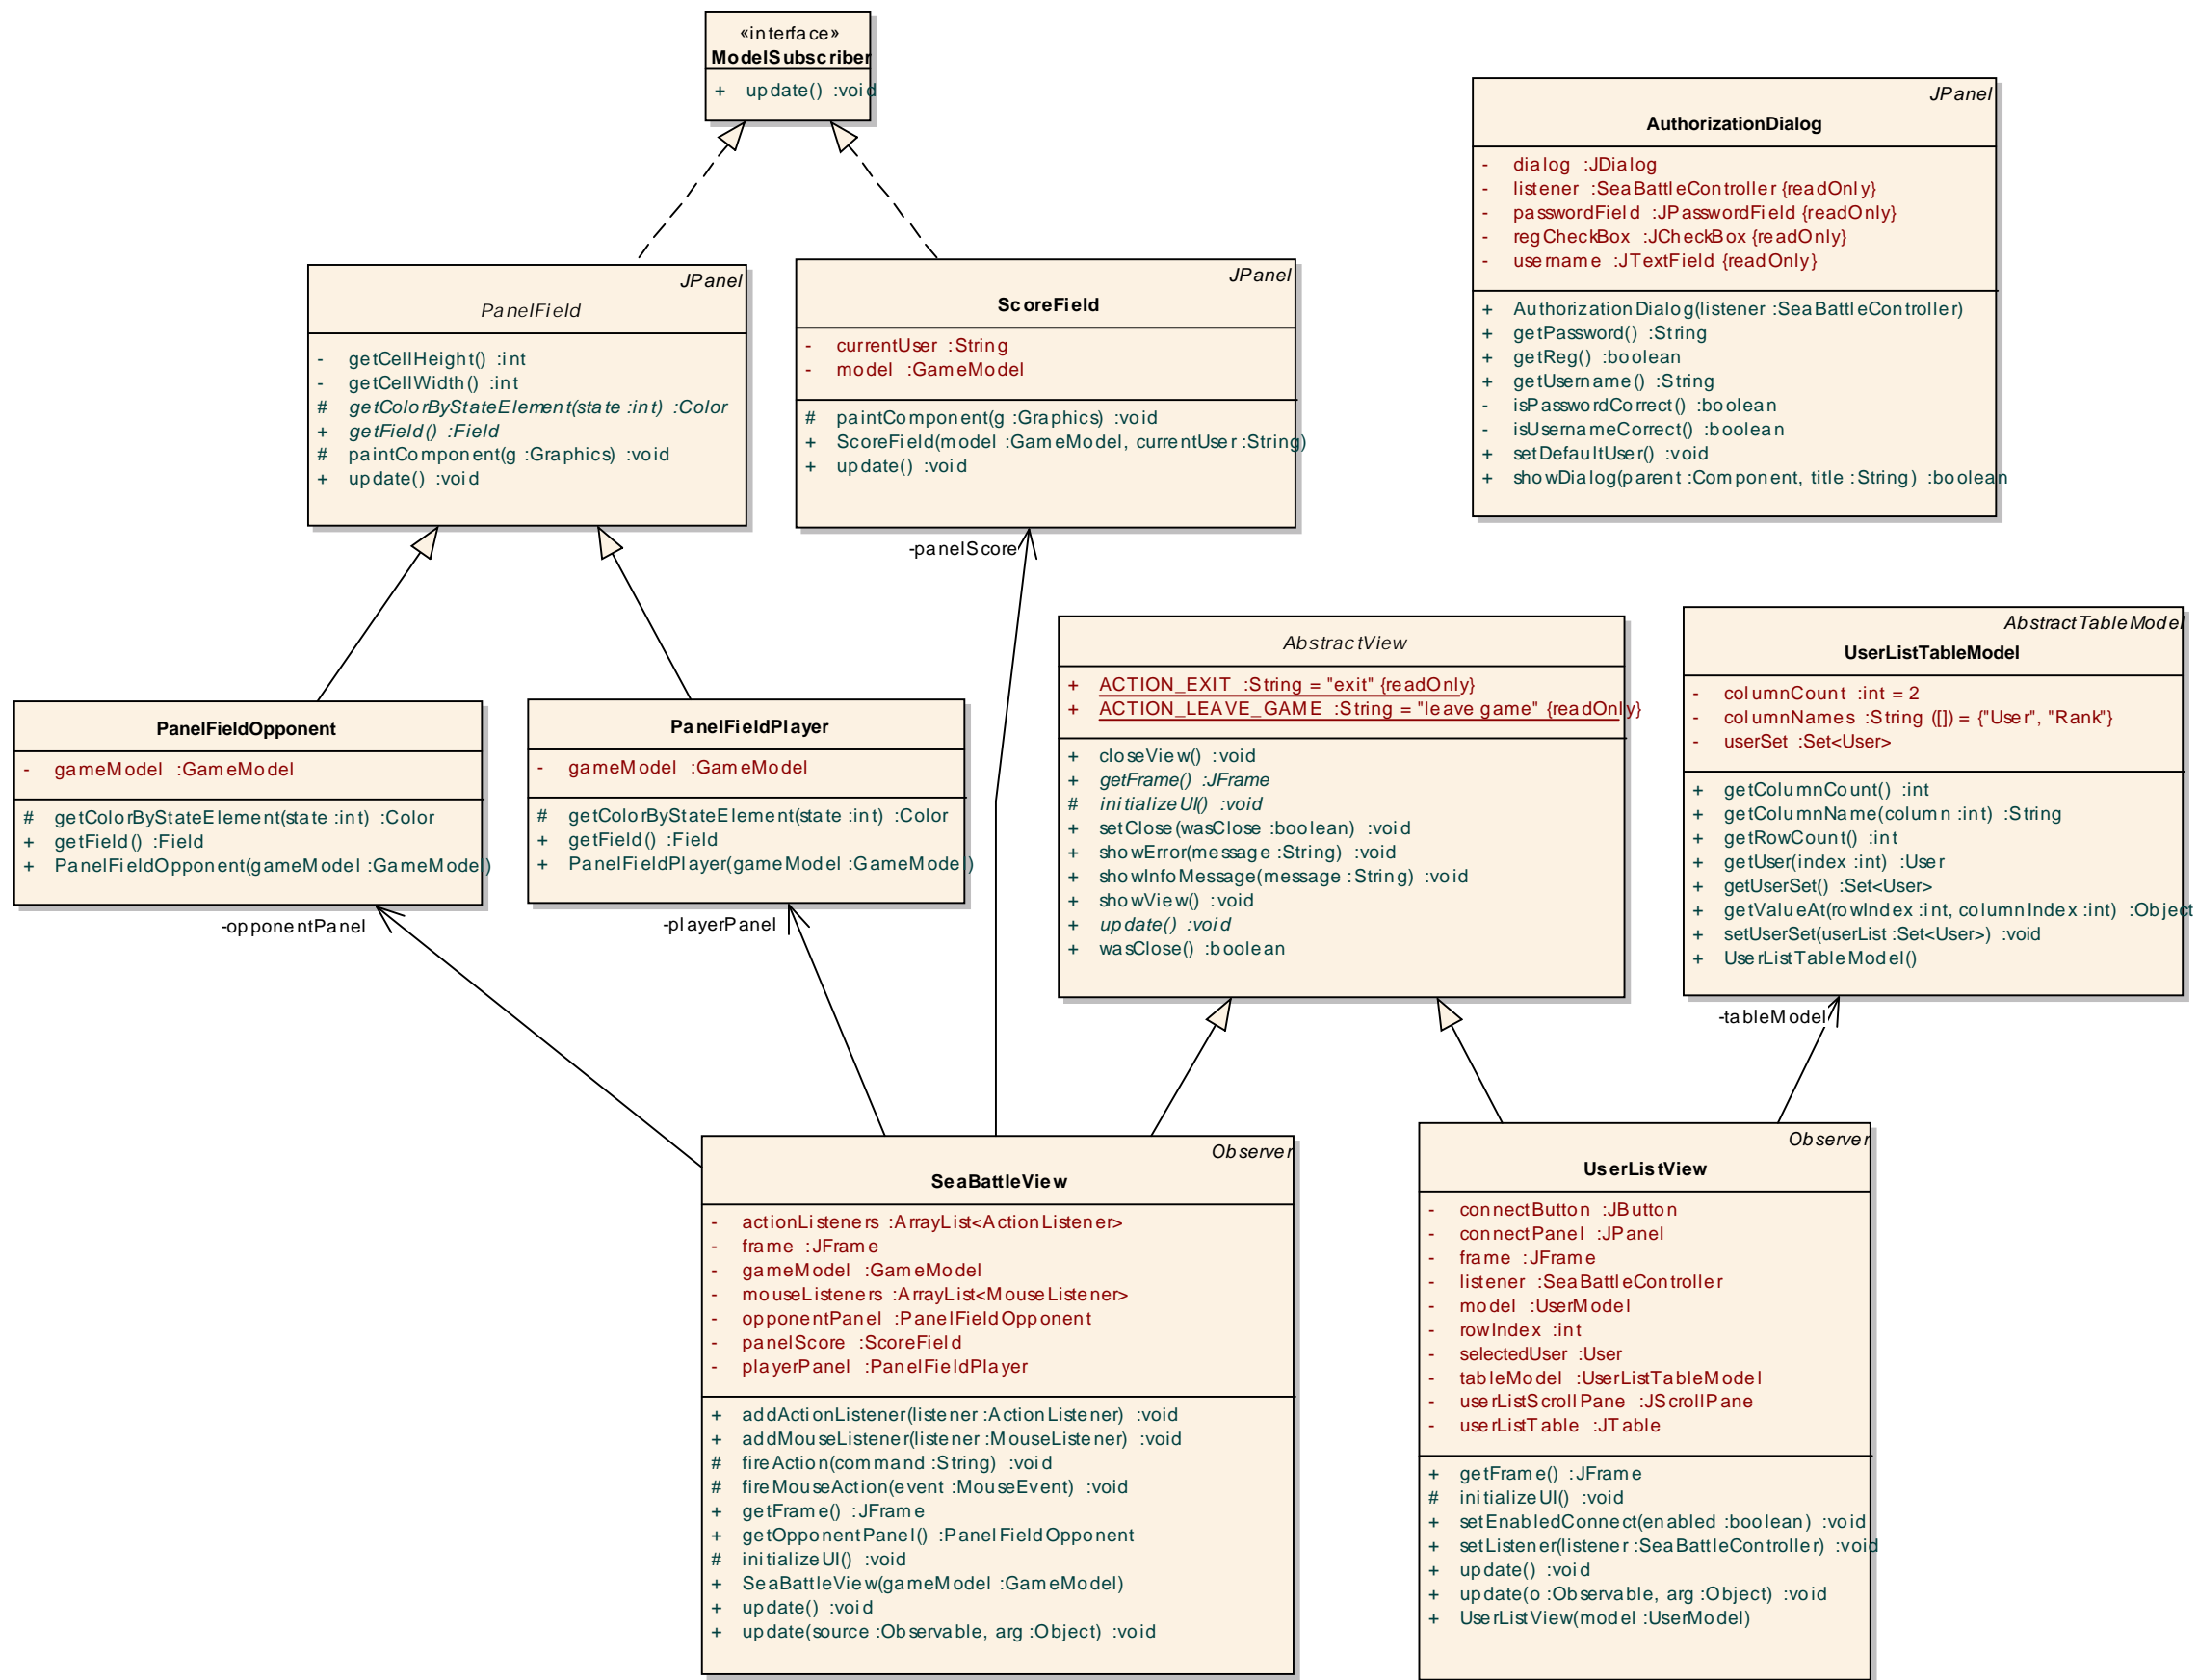 «interface»
ModelSubscriber
+ update() :void
JPanel
AuthorizationDialog
- dialog :JDialog
- listener :SeaBattleController {readOnly}
- passwordField :JPasswordField {readOnly}
- regCheckBox :JCheckBox {readOnly}
- username :JTextField {readOnly}
+ AuthorizationDialog(listener :SeaBattleController)
+ getPassword() :String
+ getReg() :boolean
+ getUsername() :String
- isPasswordCorrect() :boolean
- isUsernameCorrect() :boolean
+ setDefaultUser() :void
+ showDialog(parent :Component, title :String) :boolean
JPanel
PanelField
- getCellHeight() :int
- getCellWidth() :int
# getColorByStateElement(state :int) :Color
+ getField() :Field
# paintComponent(g :Graphics) :void
+ update() :void
JPanel
ScoreField
- currentUser :String
- model :GameModel
# paintComponent(g :Graphics) :void
+ ScoreField(model :GameModel, currentUser :String)
+ update() :void
-panelScore
PanelFieldOpponent
- gameModel :GameModel
# getColorByStateElement(state :int) :Color
+ getField() :Field
+ PanelFieldOpponent(gameModel :GameModel)
-opponentPanel
PanelFieldPlayer
- gameModel :GameModel
# getColorByStateElement(state :int) :Color
+ getField() :Field
+ PanelFieldPlayer(gameModel :GameModel)
-playerPanel
AbstractView
+ ACTION_EXIT :String = "exit" {readOnly}
+ ACTION_LEAVE_GAME :String = "leave game" {readOnly}
+ closeView() :void
+ getFrame() :JFrame
# initializeUI() :void
+ setClose(wasClose :boolean) :void
+ showError(message :String) :void
+ showInfoMessage(message :String) :void
+ showView() :void
+ update() :void
+ wasClose() :boolean
AbstractTableModel
UserListTableModel
- columnCount :int = 2
- columnNames :String ([]) = {"User", "Rank"}
- userSet :Set<User>
+ getColumnCount() :int
+ getColumnName(column :int) :String
+ getRowCount() :int
+ getUser(index :int) :User
+ getUserSet() :Set<User>
+ getValueAt(rowIndex :int, columnIndex :int) :Object
+ setUserSet(userList :Set<User>) :void
+ UserListTableModel()
-tableModel
Observer
SeaBattleView
- actionListeners :ArrayList<ActionListener>
- frame :JFrame
- gameModel :GameModel
- mouseListeners :ArrayList<MouseListener>
- opponentPanel :PanelFieldOpponent
- panelScore :ScoreField
- playerPanel :PanelFieldPlayer
+ addActionListener(listener :ActionListener) :void
+ addMouseListener(listener :MouseListener) :void
# fireAction(command :String) :void
# fireMouseAction(event :MouseEvent) :void
+ getFrame() :JFrame
+ getOpponentPanel() :PanelFieldOpponent
# initializeUI() :void
+ SeaBattleView(gameModel :GameModel)
+ update() :void
+ update(source :Observable, arg :Object) :void
Observer
UserListView
- connectButton :JButton
- connectPanel :JPanel
- frame :JFrame
- listener :SeaBattleController
- model :UserModel
- rowIndex :int
- selectedUser :User
- tableModel :UserListTableModel
- userListScrollPane :JScrollPane
- userListTable :JTable
+ getFrame() :JFrame
# initializeUI() :void
+ setEnabledConnect(enabled :boolean) :void
+ setListener(listener :SeaBattleController) :void
+ update() :void
+ update(o :Observable, arg :Object) :void
+ UserListView(model :UserModel)